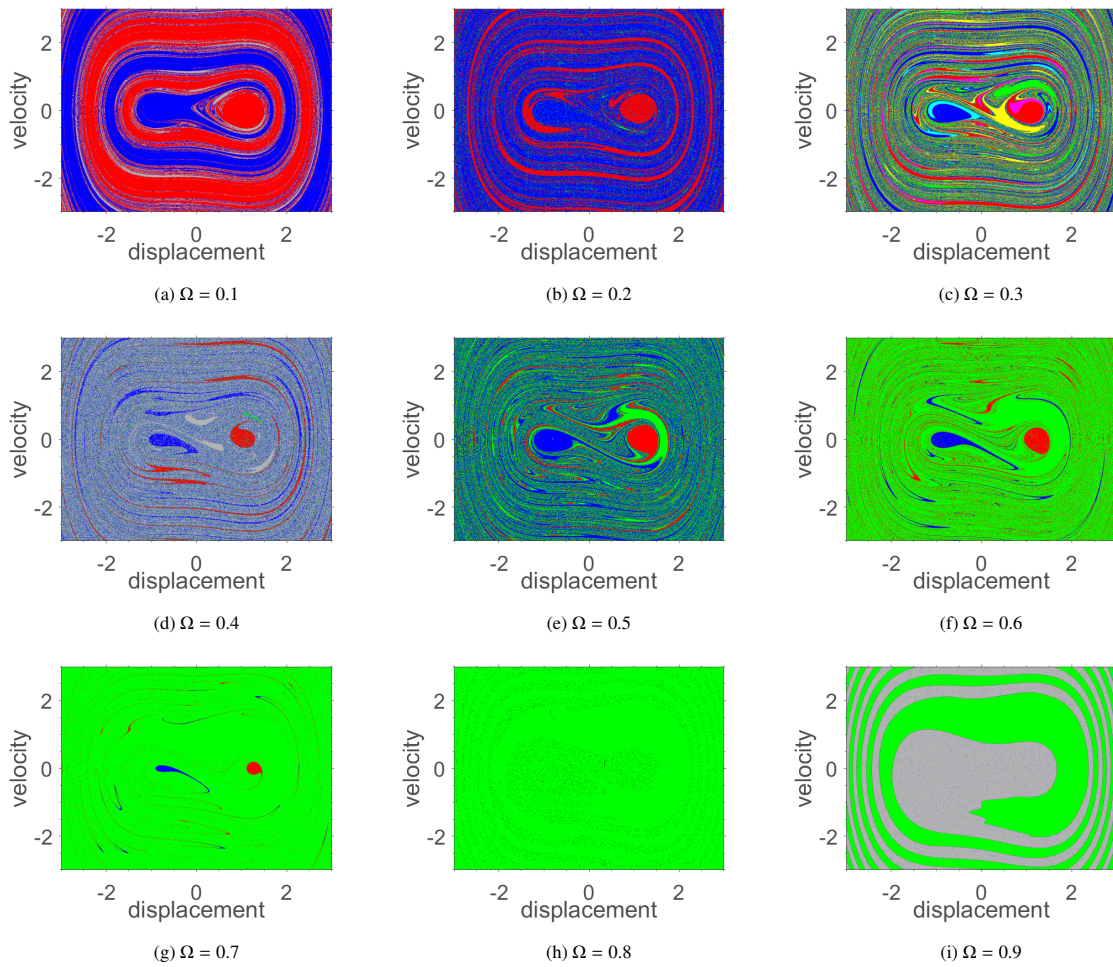 2
0
-2
velocity
-2 0 2
displacement
(a) Ω = 0.1
2
0
-2
velocity
-2 0 2
displacement
(b) Ω = 0.2
2
0
-2
velocity
-2 0 2
displacement
(c) Ω = 0.3
2
0
-2
velocity
-2 0 2
displacement
(d) Ω = 0.4
2
0
-2
velocity
-2 0 2
displacement
(e) Ω = 0.5
2
0
-2
velocity
-2 0 2
displacement
(f) Ω = 0.6
2
0
-2
velocity
-2 0 2
displacement
(g) Ω = 0.7
2
0
-2
velocity
-2 0 2
displacement
(h) Ω = 0.8
2
0
-2
velocity
-2 0 2
displacement
(i) Ω = 0.9